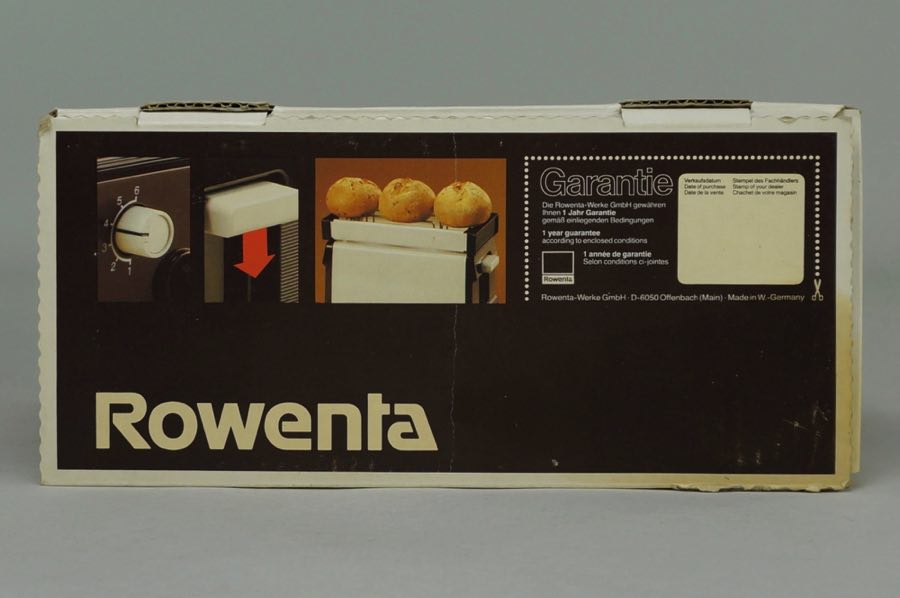 6
5
4
3
2
1
Garantie
Die Rowenta-Werke GmbH gewähren
Ihnen 1 Jahr Garantie
gemäß einliegenden Bedingungen
1 year guarantee
according to enclosed conditions
1 année de garantie
Selon conditions ci-jointes
Rowenta
Verkaufsdatum
Date of purchase
Date de la vente
Stempel des Fachhändlers
Stamp of your dealer
Chachet de votre magasin
Rowenta-Werke GmbH · D-6050 Offenbach (Main) · Made in W.-Germany
Rowenta